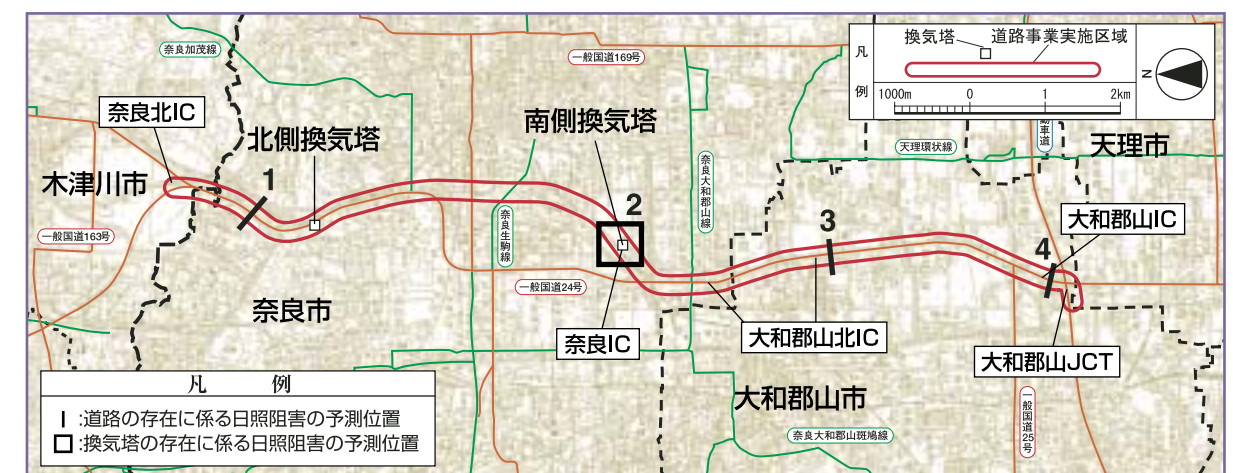 奈良加茂線
一般国道169号
換気塔
道路事業実施区域
凡
例
1000m 0 1 2km
N
奈良北IC
北側換気塔
南側換気塔
動車道
天理環状線
天理市
木津川市
1
2
3
4
奈良大和郡山線
大和郡山IC
奈良生駒線
一般国道163号
一般国道24号
奈良市
奈良IC
大和郡山北IC
大和郡山JCT
凡 例
:道路の存在に係る日照阻害の予測位置
:換気塔の存在に係る日照阻害の予測位置
大和郡山市
一般国道25号
奈良大和郡山斑鳩線